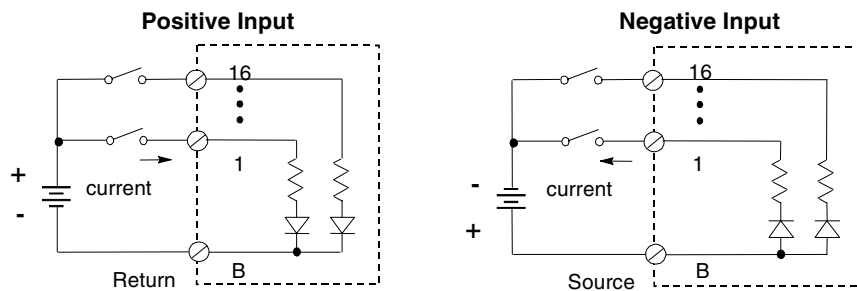 Positive Input
16
1
+
current
-
Return
B
Negative Input
16
1
-
current
+
Source
B